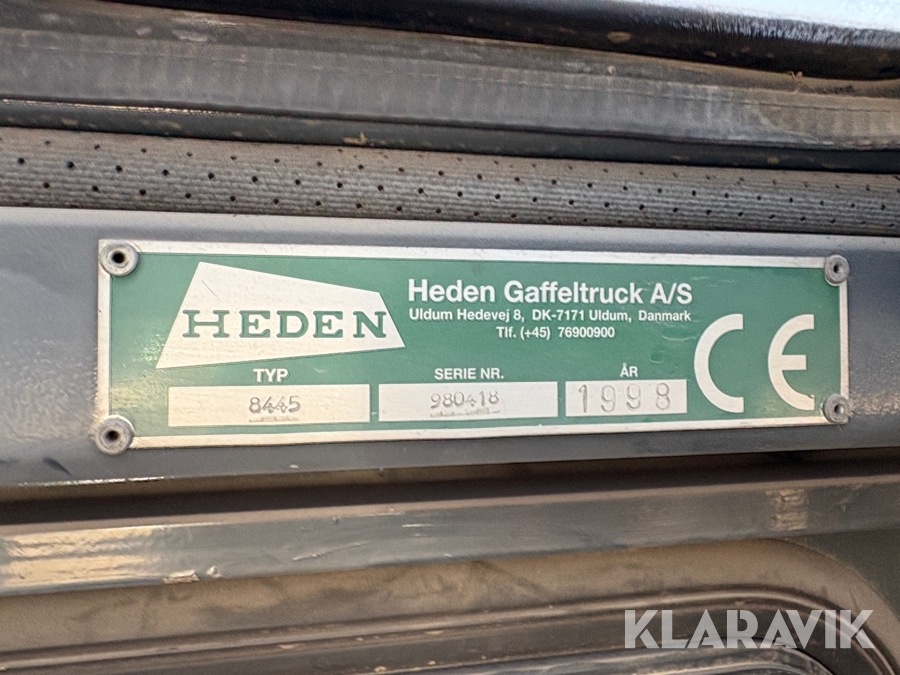 HEDEN
Heden Gaffeltruck A/S
Uldum Hedevej 8, DK-7171 Uldum, Danmark
Tlf. (+45) 76900900
TYP
8445
SERIE NR.
980418
ÅR
1998
CE
KLARAVIK